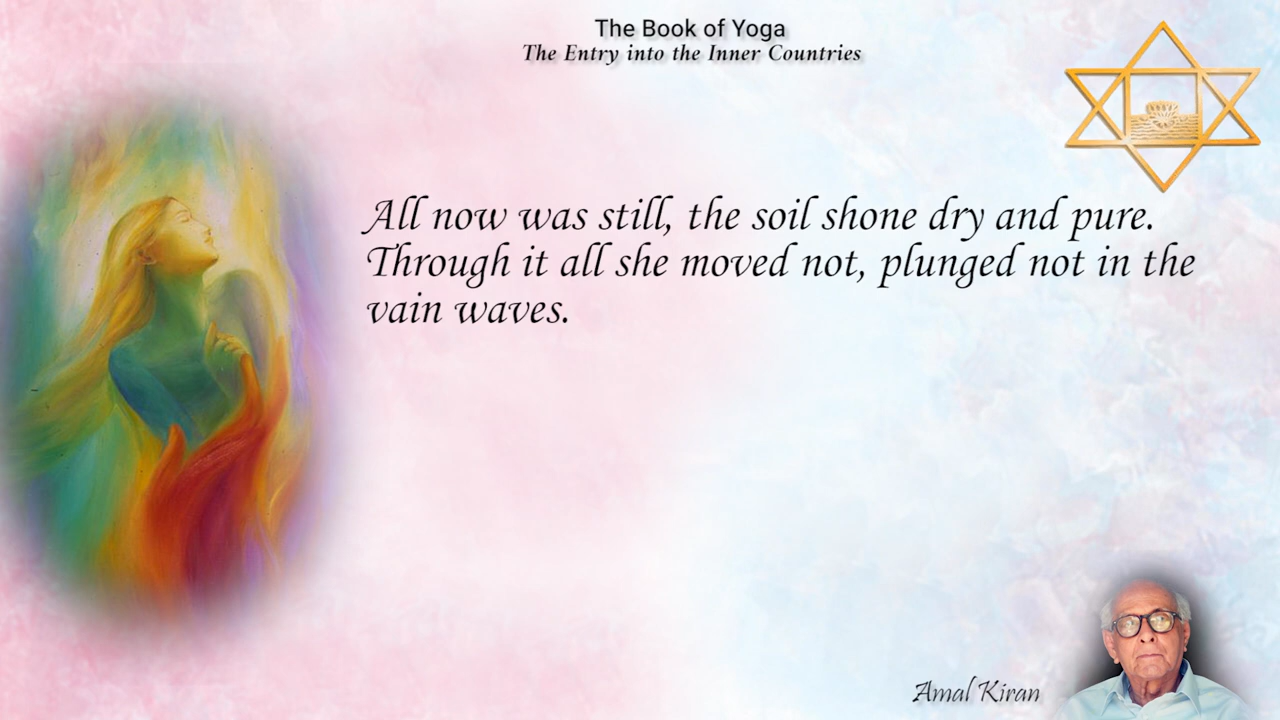 The Book of Yoga
The Entry into the Inner Countries
All now was still, the soil shone dry and pure.
Through it all she moved not, plunged not in the
vain waves.
Amal Kiran